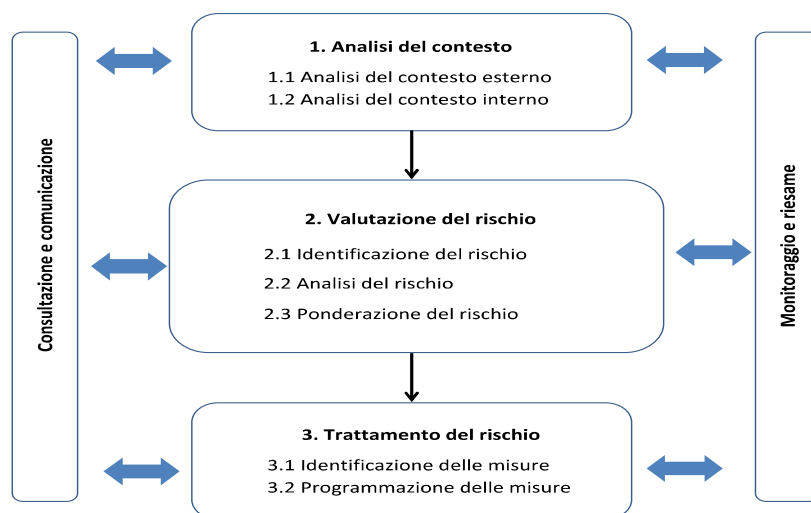 Consultazione e comunicazione
1. Analisi del contesto
1.1 Analisi del contesto esterno
1.2 Analisi del contesto interno
2. Valutazione del rischio
2.1 Identificazione del rischio
2.2 Analisi del rischio
2.3 Ponderazione del rischio
3. Trattamento del rischio
3.1 Identificazione delle misure
3.2 Programmazione delle misure
Monitoraggio e riesame